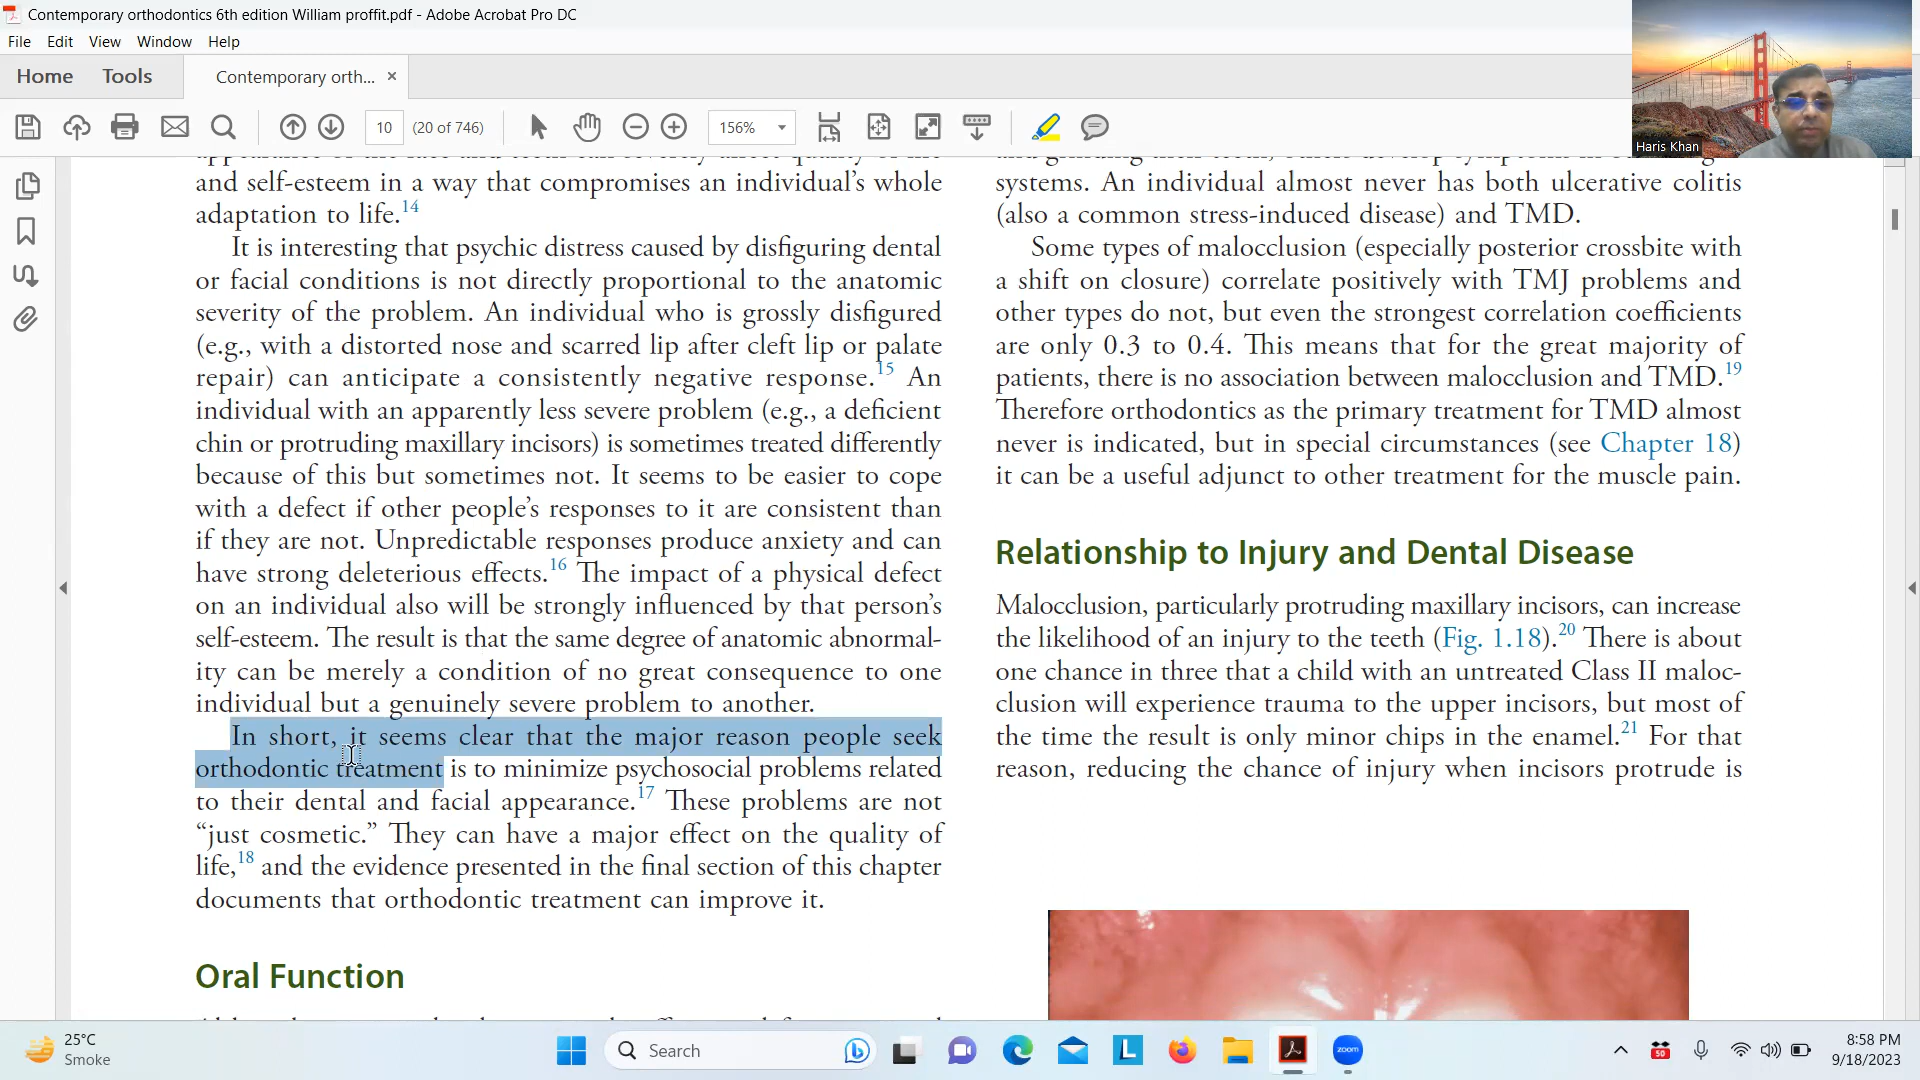 Contemporary orthodontics 6th edition William proffit.pdf - Adobe Acrobat Pro DC
File Edit View Window Help
Home Tools Contemporary orth... ×
10 (20 of 746) 156%
Haris Khan
and self-esteem in a way that compromises an individual's whole
adaptation to life.14
It is interesting that psychic distress caused by disfiguring dental
or facial conditions is not directly proportional to the anatomic
severity of the problem. An individual who is grossly disfigured
(e.g., with a distorted nose and scarred lip after cleft lip or palate
repair) can anticipate a consistently negative response.15 An
individual with an apparently less severe problem (e.g., a deficient
chin or protruding maxillary incisors) is sometimes treated differently
because of this but sometimes not. It seems to be easier to cope
with a defect if other people's responses to it are consistent than
if they are not. Unpredictable responses produce anxiety and can
have strong deleterious effects.16 The impact of a physical defect
on an individual also will be strongly influenced by that person's
self-esteem. The result is that the same degree of anatomic abnormal-
ity can be merely a condition of no great consequence to one
individual but a genuinely severe problem to another.
In short, it seems clear that the major reason people seek
orthodontic treatment is to minimize psychosocial problems related
to their dental and facial appearance.17 These problems are not
“just cosmetic.” They can have a major effect on the quality of
life,18 and the evidence presented in the final section of this chapter
documents that orthodontic treatment can improve it.
Oral Function
systems. An individual almost never has both ulcerative colitis
(also a common stress-induced disease) and TMD.
Some types of malocclusion (especially posterior crossbite with
a shift on closure) correlate positively with TMJ problems and
other types do not, but even the strongest correlation coefficients
are only 0.3 to 0.4. This means that for the great majority of
patients, there is no association between malocclusion and TMD.19
Therefore orthodontics as the primary treatment for TMD almost
never is indicated, but in special circumstances (see Chapter 18)
it can be a useful adjunct to other treatment for the muscle pain.
Relationship to Injury and Dental Disease
Malocclusion, particularly protruding maxillary incisors, can increase
the likelihood of an injury to the teeth (Fig. 1.18).20 There is about
one chance in three that a child with an untreated Class II maloc-
clusion will experience trauma to the upper incisors, but most of
the time the result is only minor chips in the enamel.21 For that
reason, reducing the chance of injury when incisors protrude is
25°C
Smoke
Search
L
zoom
50
8:58 PM
9/18/2023